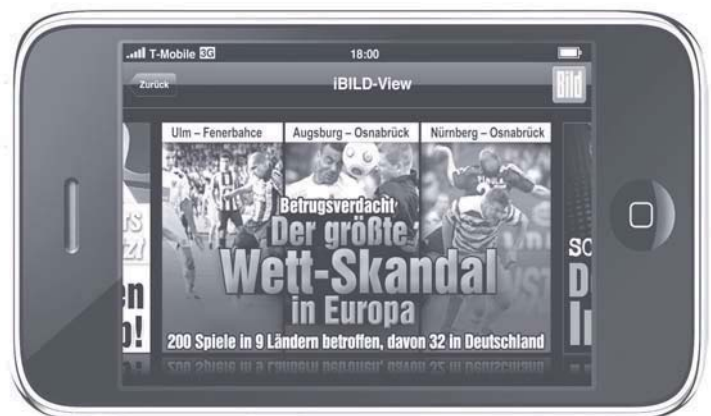 T-Mobile 3G 18:00
Zurück iBILD-View Bild
Ulm – Fenerbahce Augsburg – Osnabrück Nürnberg – Osnabrück
Betrugsverdacht
Der größte
Wett-Skandal
in Europa
200 Spiele in 9 Ländern betroffen, davon 32 in Deutschland